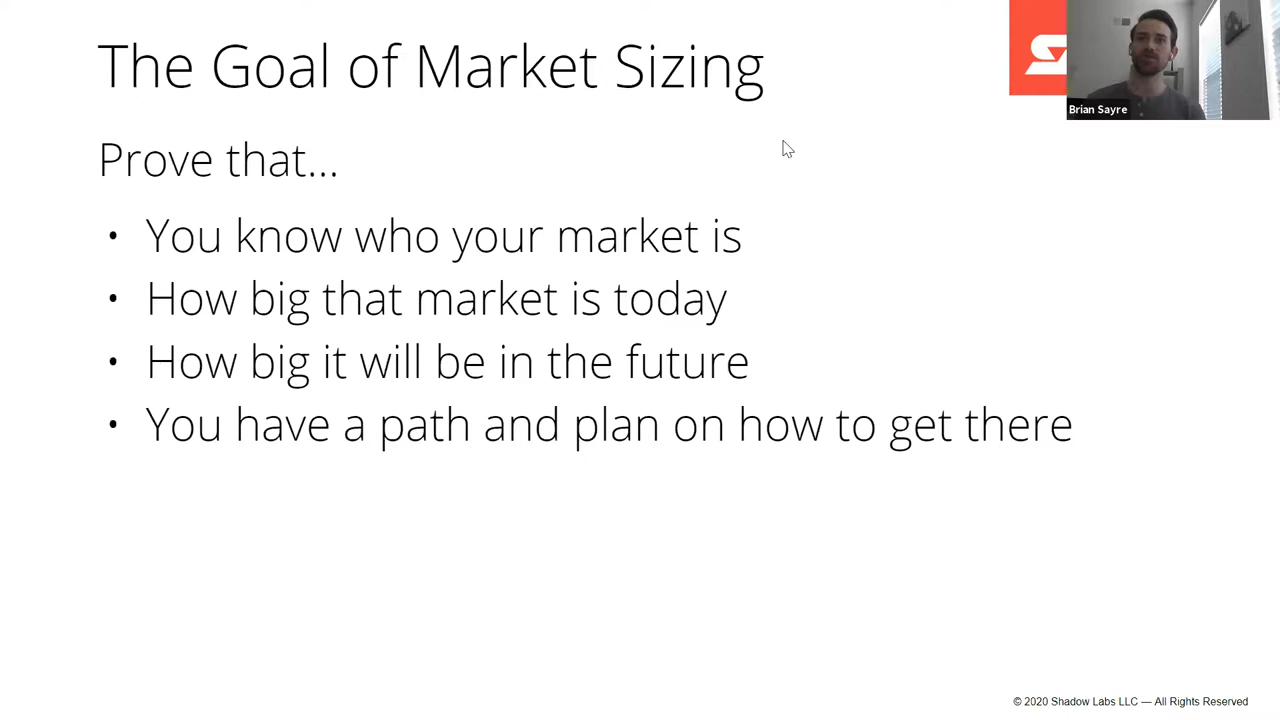 The Goal of Market Sizing
Brian Sayre
Prove that...
• You know who your market is
• How big that market is today
• How big it will be in the future
• You have a path and plan on how to get there
© 2020 Shadow Labs LLC — All Rights Reserved